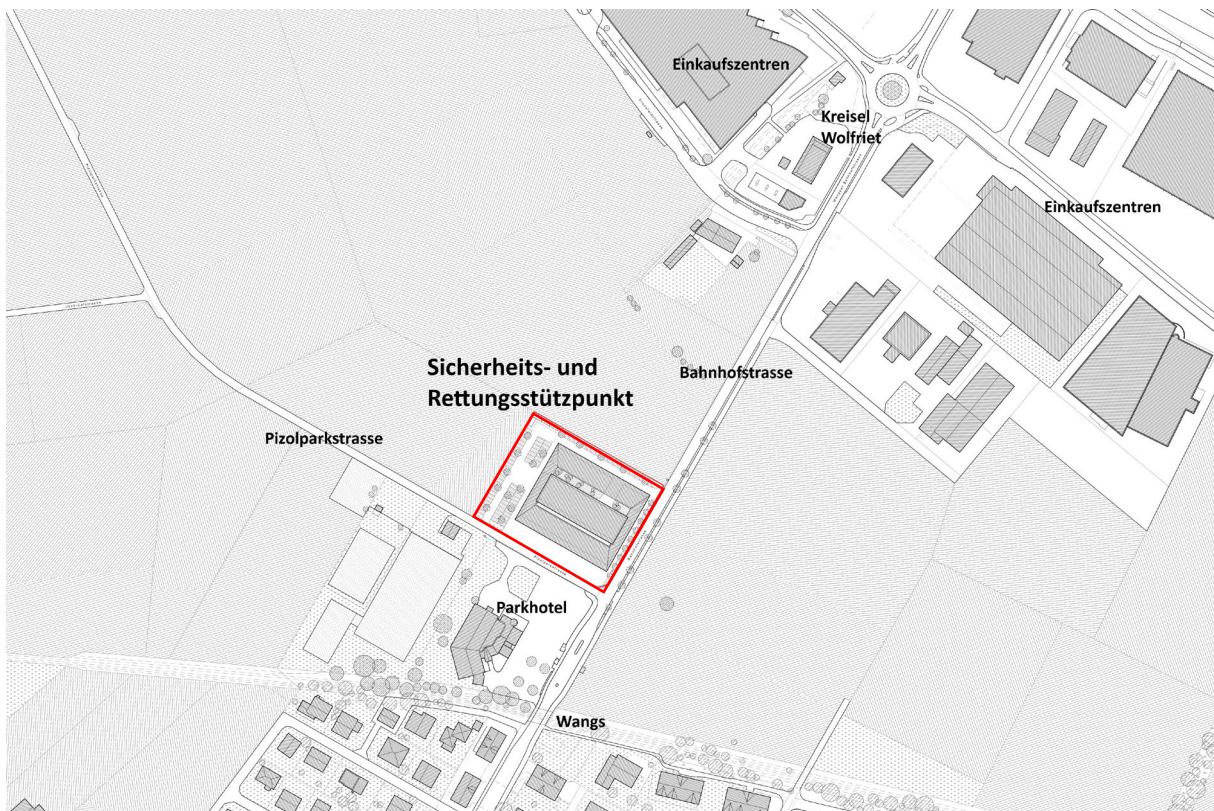 Einkaufszentren
Kreisel
Wolfriet
Einkaufszentren
Sicherheits- und
Rettungsstützpunkt
Bahnhofstrasse
Pizolparkstrasse
Parkhotel
Wangs